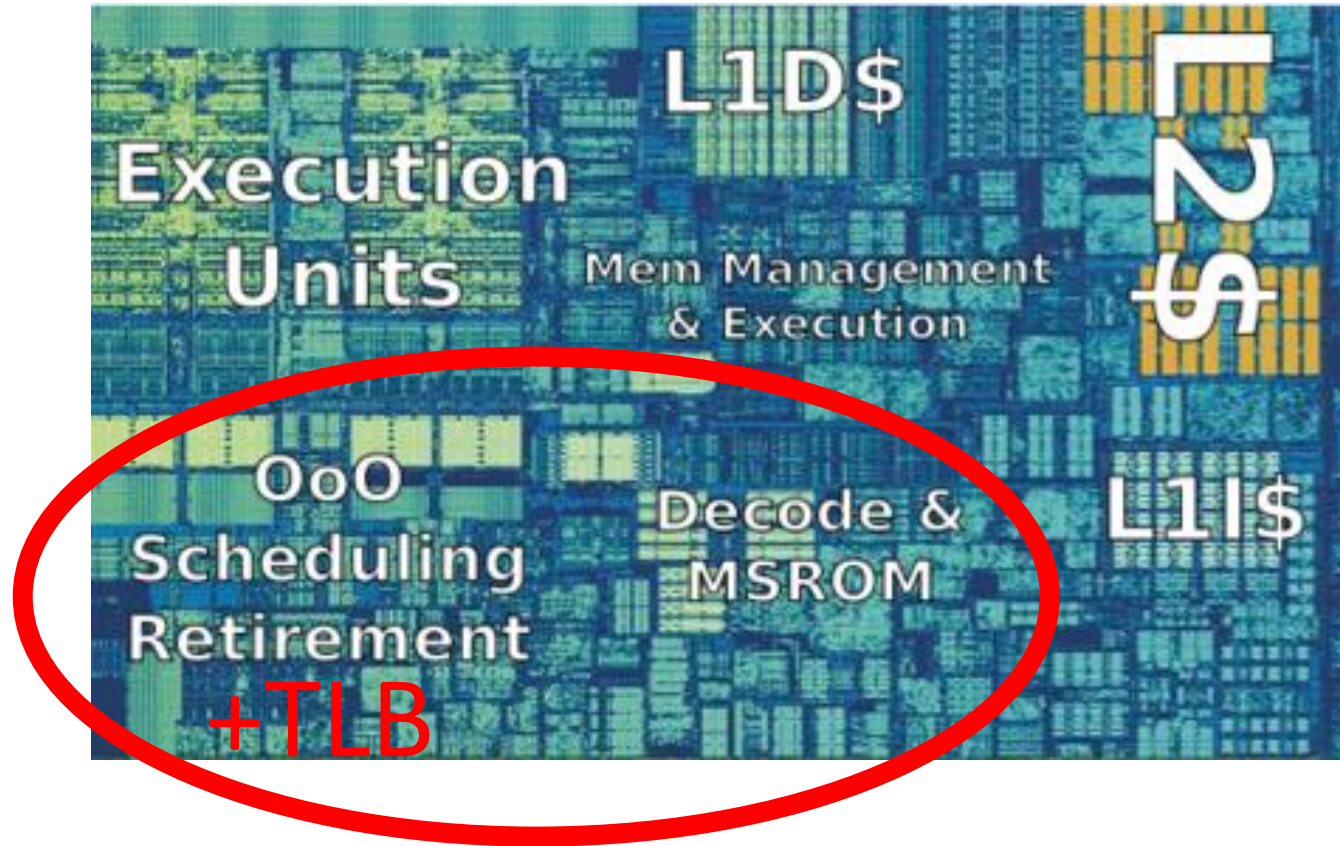 L1D$
L2$
Execution
Units
Mem Management
& Execution
OoO
Scheduling
Retirement
+TLB
Decode &
MSROM
L1I$